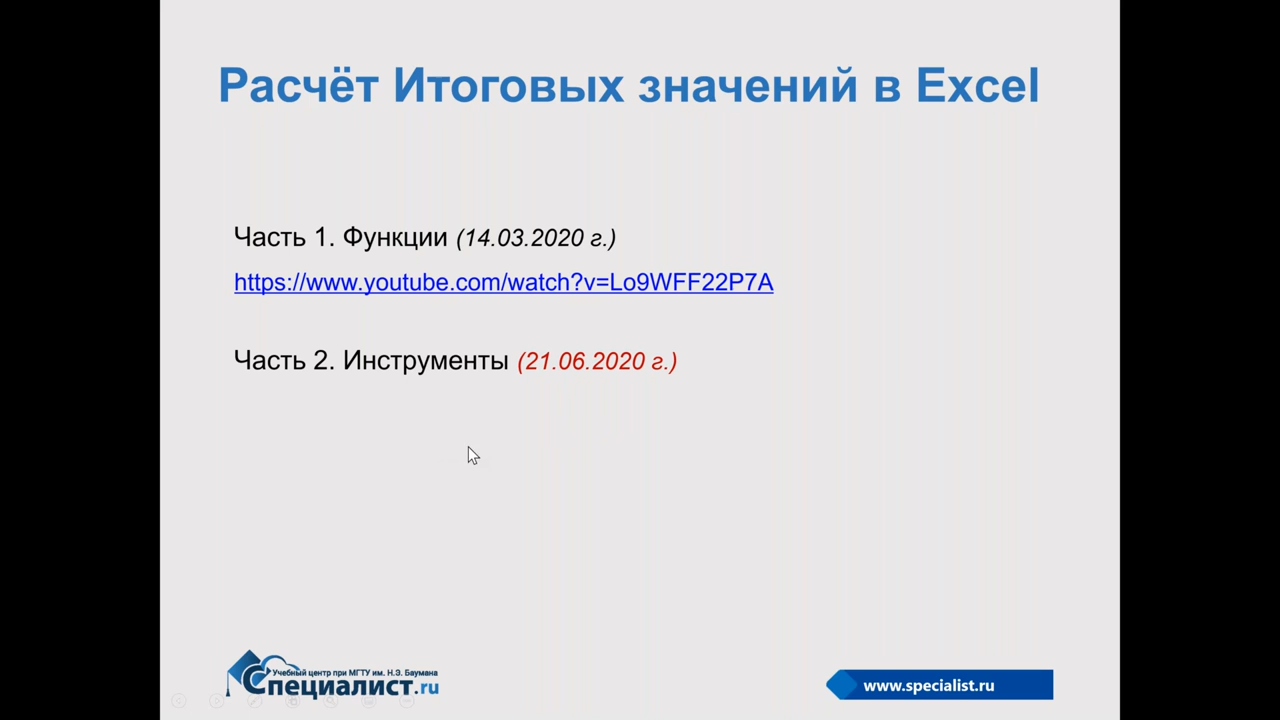 Расчёт Итоговых значений в Excel
Часть 1. Функции (14.03.2020 г.)
https://www.youtube.com/watch?v=Lo9WFF22P7A
Часть 2. Инструменты (21.06.2020 г.)
Учебный центр при МГТУ им. Н.Э. Баумана
Специалист.ru
www.specialist.ru